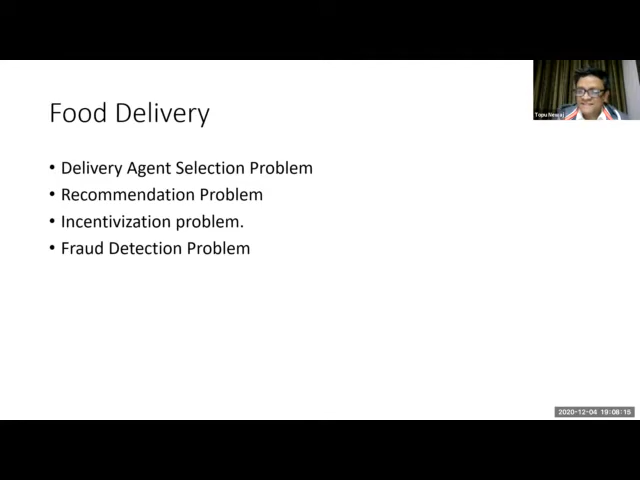 Food Delivery
• Delivery Agent Selection Problem
• Recommendation Problem
• Incentivization problem.
• Fraud Detection Problem
Topu Newaj
2020-12-04 19:08:15